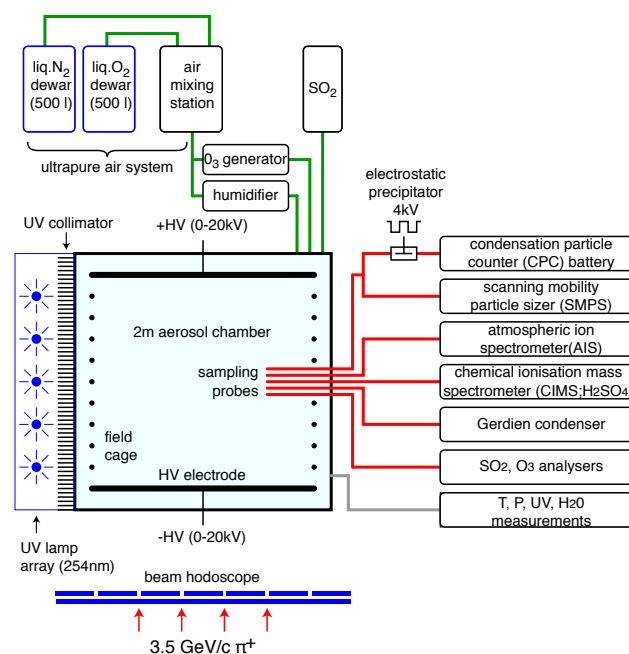 liq.N2
dewar
(500 l)
liq.O2
dewar
(500 l)
air
mixing
station
SO2
ultrapure air system
03 generator
humidifier
electrostatic
precipitator
4kV
UV collimator
+HV (0-20kV)
condensation particle
counter (CPC) battery
scanning mobility
particle sizer (SMPS)
2m aerosol chamber
atmospheric ion
spectrometer(AIS)
sampling
probes
chemical ionisation mass
spectrometer (CIMS;H2SO4
Gerdien condenser
field
cage
SO2, O3 analysers
HV electrode
T, P, UV, H20
measurements
-HV (0-20kV)
UV lamp
array (254nm)
beam hodoscope
3.5 GeV/c π+